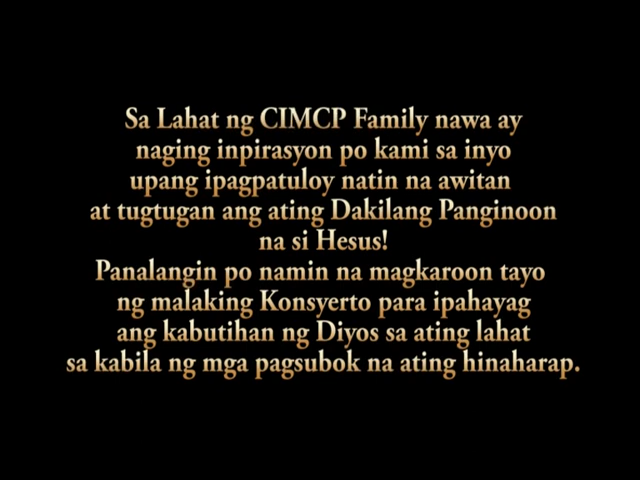 Sa Lahat ng CIMCP Family nawa ay
naging inpirasyon po kami sa inyo
upang ipagpatuloy natin na awitan
at tugtugan ang ating Dakilang Panginoon
na si Hesus!
Panalangin po namin na magkaroon tayo
ng malaking Konsyerto para ipahayag
ang kabutihan ng Diyos sa ating lahat
sa kabila ng mga pagsubok na ating hinaharap.